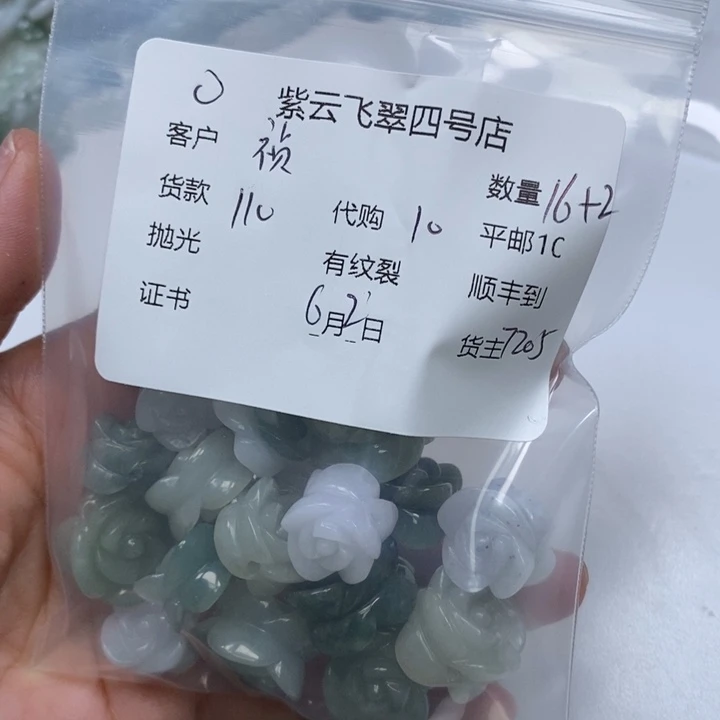 紫云飞翠四号店
客户 祯
货款 110 代购 10 数量 16+2
抛光 有纹裂 平邮1C
证书 6月2日 顺丰到
货主7205